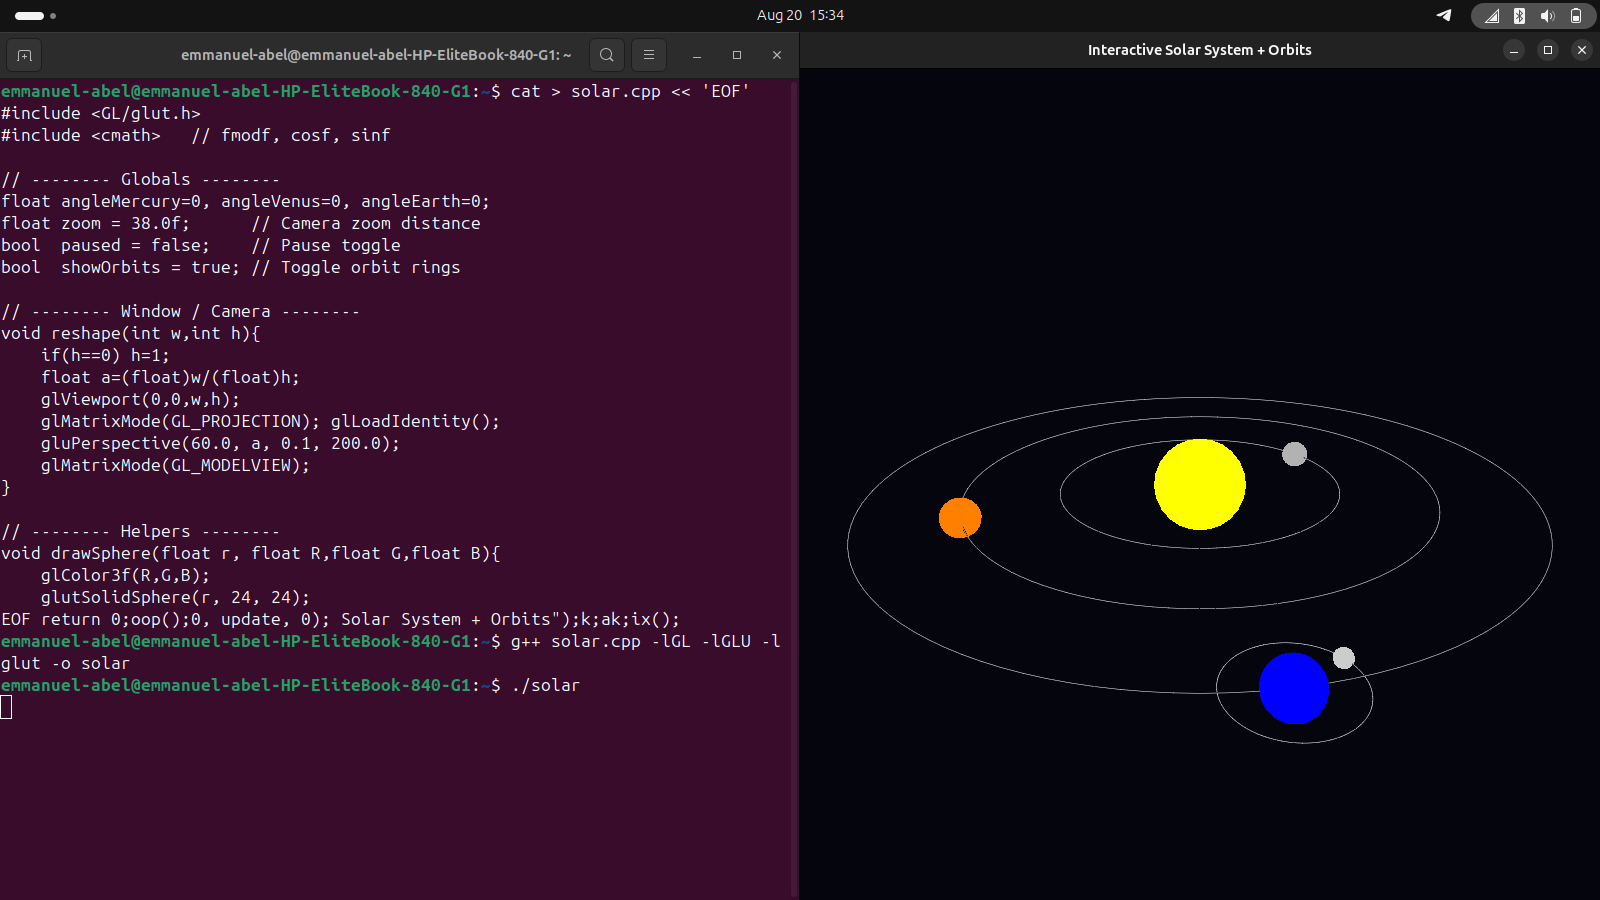 Aug 20 15:34
emmanuel-abel@emmanuel-abel-HP-EliteBook-840-G1: ~
Interactive Solar System + Orbits
emmanuel-abel@emmanuel-abel-HP-EliteBook-840-G1:~$ cat > solar.cpp << 'EOF'
#include <GL/glut.h>
#include <cmath>   // fmodf, cosf, sinf
// -------- Globals --------
float angleMercury=0, angleVenus=0, angleEarth=0;
float zoom = 38.0f;      // Camera zoom distance
bool  paused = false;    // Pause toggle
bool  showOrbits = true; // Toggle orbit rings
// -------- Window / Camera --------
void reshape(int w,int h){
    if(h==0) h=1;
    float a=(float)w/(float)h;
    glViewport(0,0,w,h);
    glMatrixMode(GL_PROJECTION); glLoadIdentity();
    gluPerspective(60.0, a, 0.1, 200.0);
    glMatrixMode(GL_MODELVIEW);
}
// -------- Helpers --------
void drawSphere(float r, float R,float G,float B){
    glColor3f(R,G,B);
    glutSolidSphere(r, 24, 24);
EOF return 0;oop();0, update, 0); Solar System + Orbits");k;ak;ix();
emmanuel-abel@emmanuel-abel-HP-EliteBook-840-G1:~$ g++ solar.cpp -lGL -lGLU -l
glut -o solar
emmanuel-abel@emmanuel-abel-HP-EliteBook-840-G1:~$ ./solar